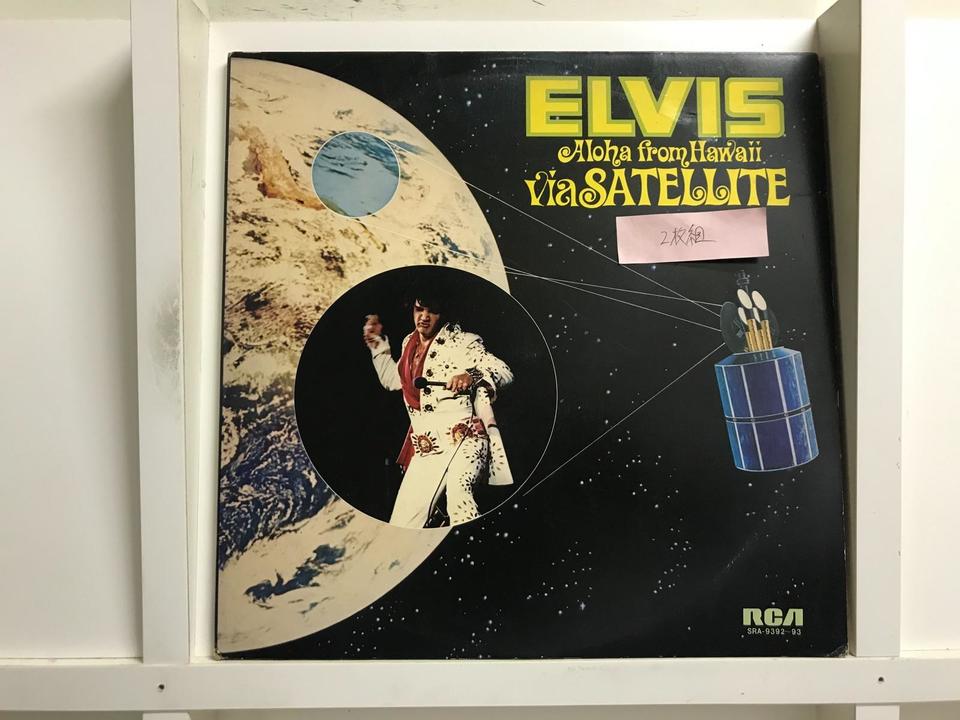 ELVIS
Aloha from Hawaii
via SATELLITE
2枚組
RCA
SRA-9392~93